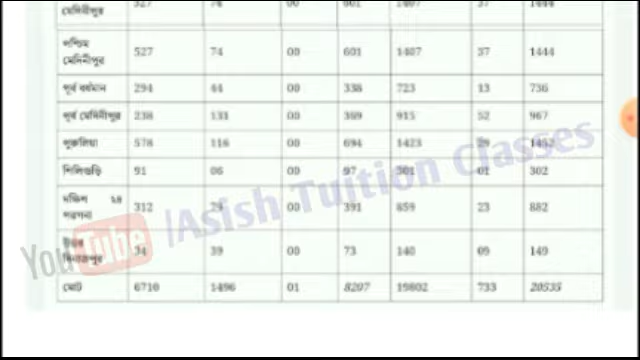 মেদিনীপুর 527 74 00 601 1407 37 1444
পশ্চিম
মেদিনীপুর 527 74 00 601 1407 37 1444
পূর্ব বর্ধমান 294 44 00 338 723 13 736
পূর্ব মেদিনীপুর 238 131 00 369 915 52 967
পুরুলিয়া 578 116 00 694 1423 29 1452
শিলিগুড়ি 91 06 00 97 301 01 302
দক্ষিণ ২৪
পরগনা 312 79 00 391 859 23 882
উত্তর
দিনাজপুর 34 39 00 73 140 09 149
মোট 6710 1496 01 8207 19802 733 20535
YouTube /Asish Tuition Classes